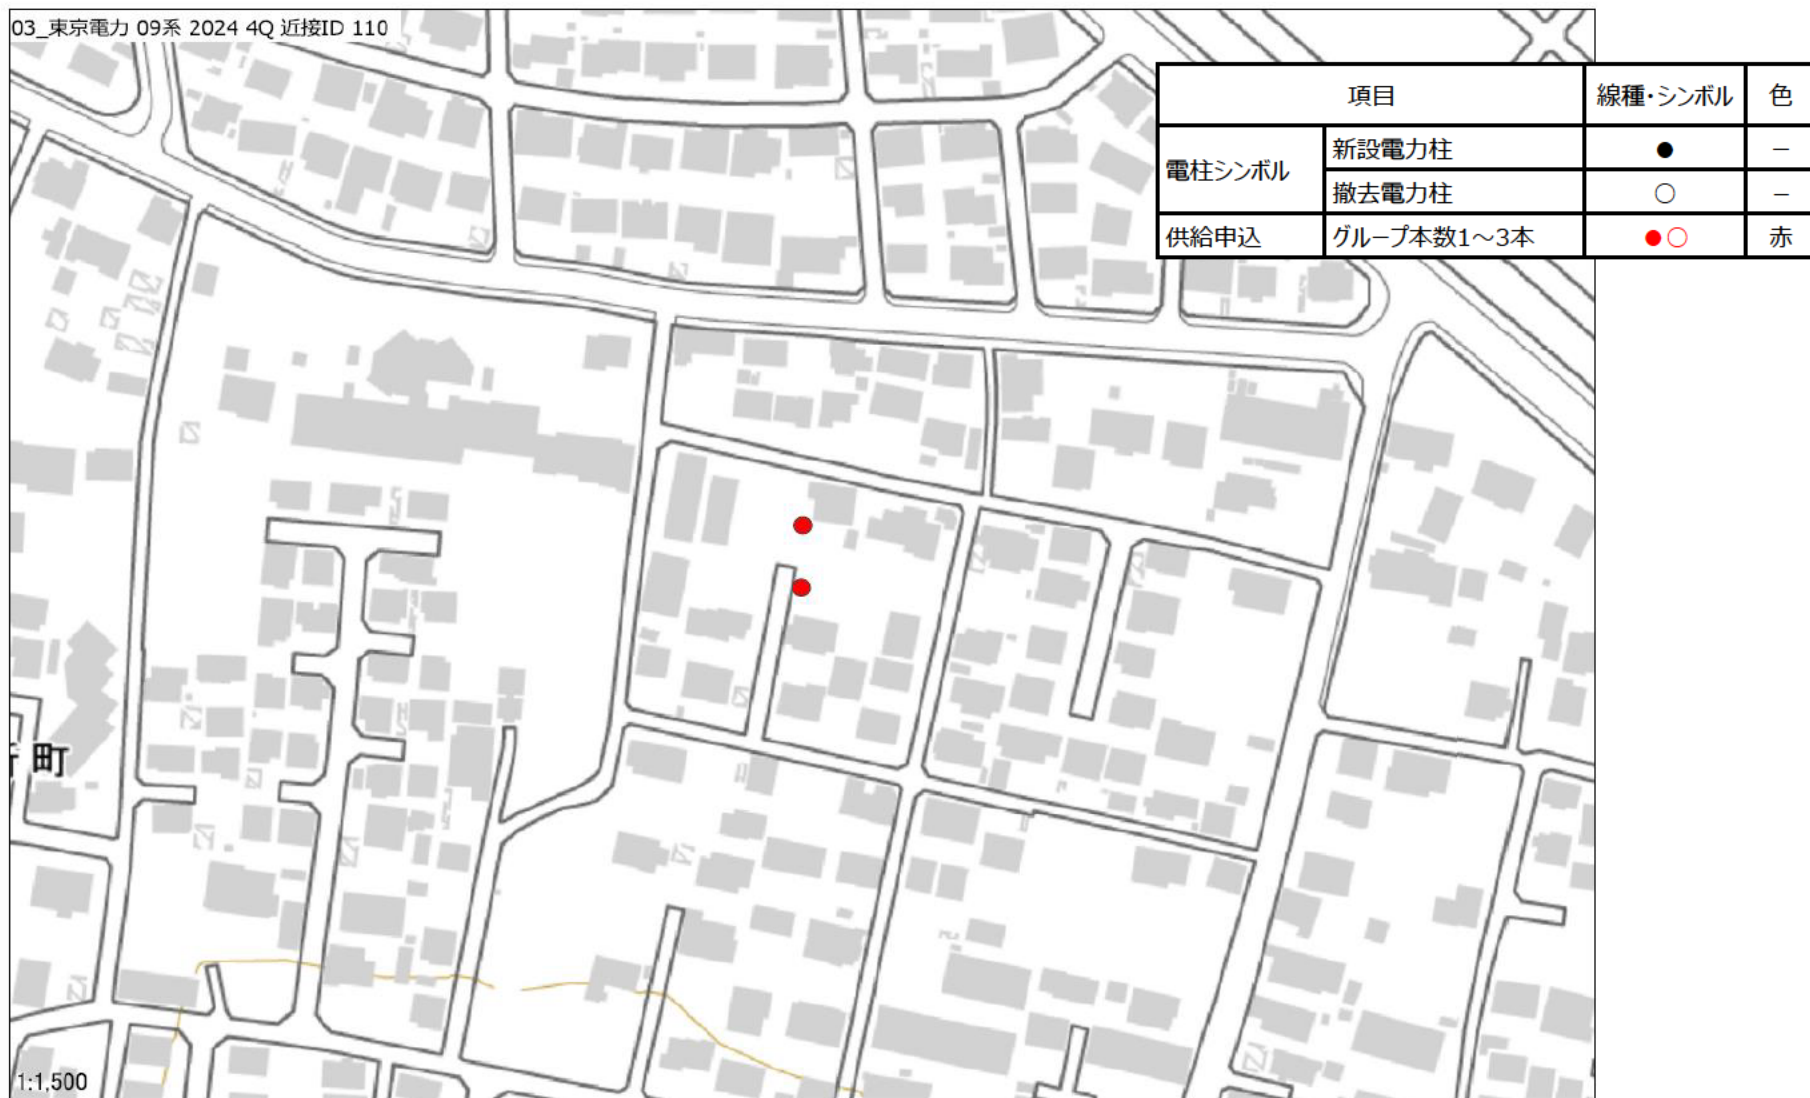 03_東京電力 09系 2024 4Q 近接ID 110
項目 線種・シンボル 色
電柱シンボル 新設電力柱 ● －
撤去電力柱 ○ －
供給申込 グループ本数1～3本 ●○ 赤
町
1:1,500